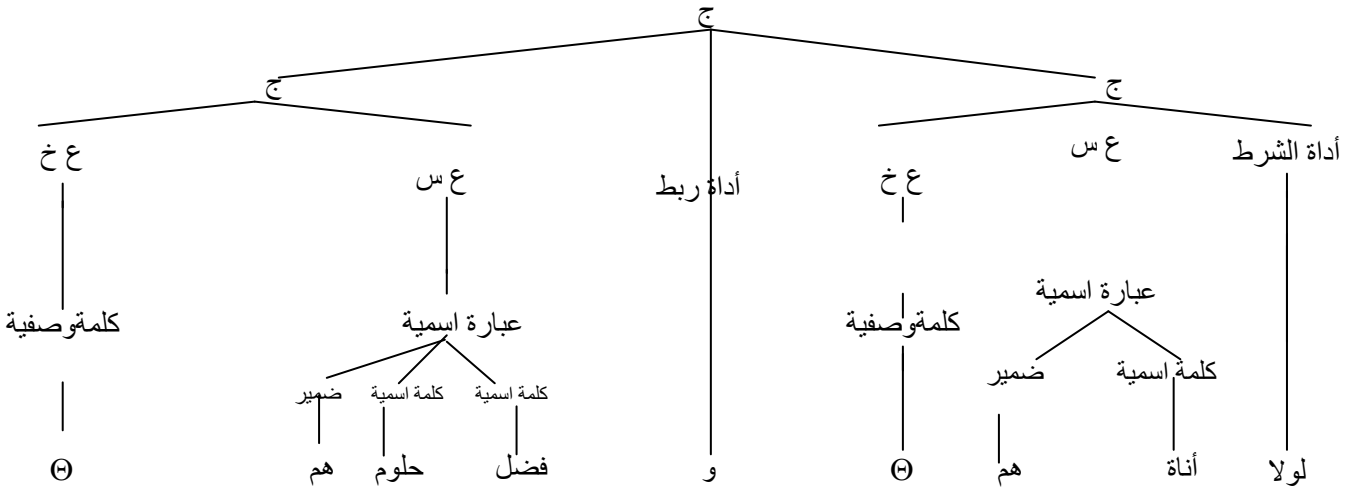 ج
ج ج
أداة الشرط ع س ع خ أداة ربط ع س ع خ
عبارة اسمية كلمةوصفية عبارة اسمية كلمةوصفية
كلمة اسمية ضمير كلمة اسمية كلمة اسمية ضمير
لولا أناة هم Θ و فضل حلوم هم Θ